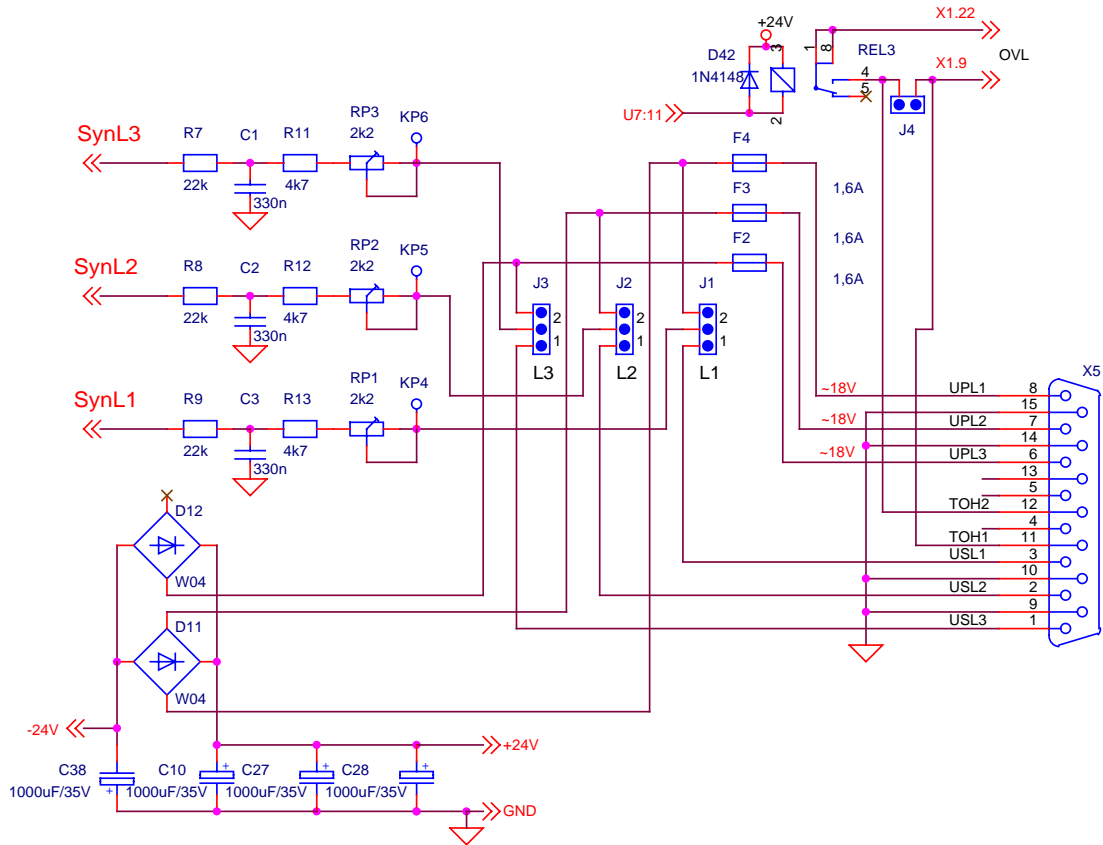 X1.22
+24V
D42
1N4148
3
2
1
8
REL3
4
5
X1.9
OVL
J4
U7:11
SynL3
R7
22k
C1
330n
R11
4k7
RP3
2k2
KP6
F4
1,6A
F3
1,6A
F2
1,6A
SynL2
R8
22k
C2
330n
R12
4k7
RP2
2k2
KP5
J3
2
1
L3
J2
2
1
L2
J1
2
1
L1
SynL1
R9
22k
C3
330n
R13
4k7
RP1
2k2
KP4
X5
~18V UPL1 8
15
~18V UPL2 7
14
~18V UPL3 6
13
5
TOH2 12
4
TOH1 11
USL1 3
10
USL2 2
9
USL3 1
D12
W04
D11
W04
-24V
+24V
C38
1000uF/35V
+
C10
1000uF/35V
+
C27
1000uF/35V
+
C28
+
GND